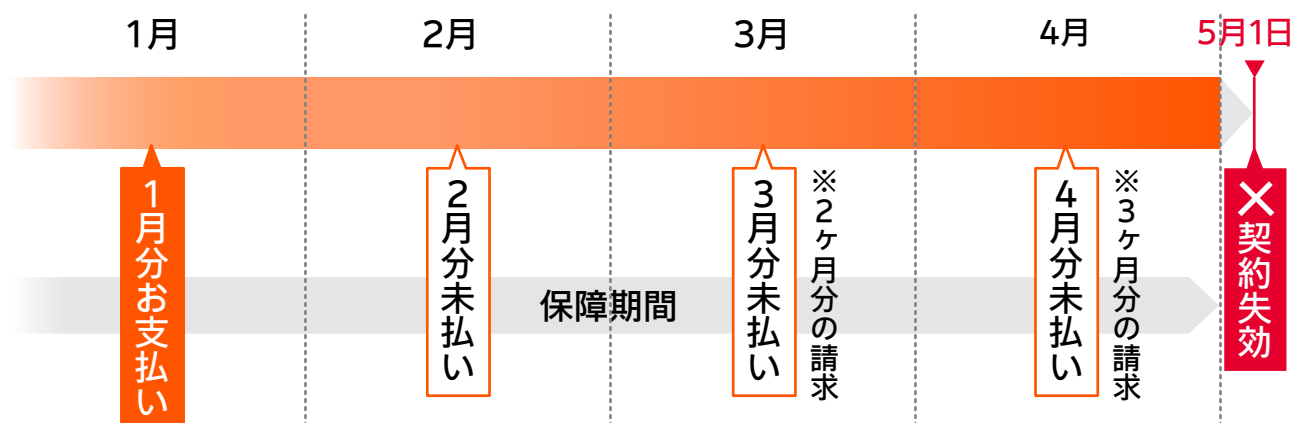 1月
2月
3月
4月
5月1日
1月分お支払い
2月分未払い
3月分未払い
※2ヶ月分の請求
4月分未払い
※3ヶ月分の請求
×契約失効
保障期間